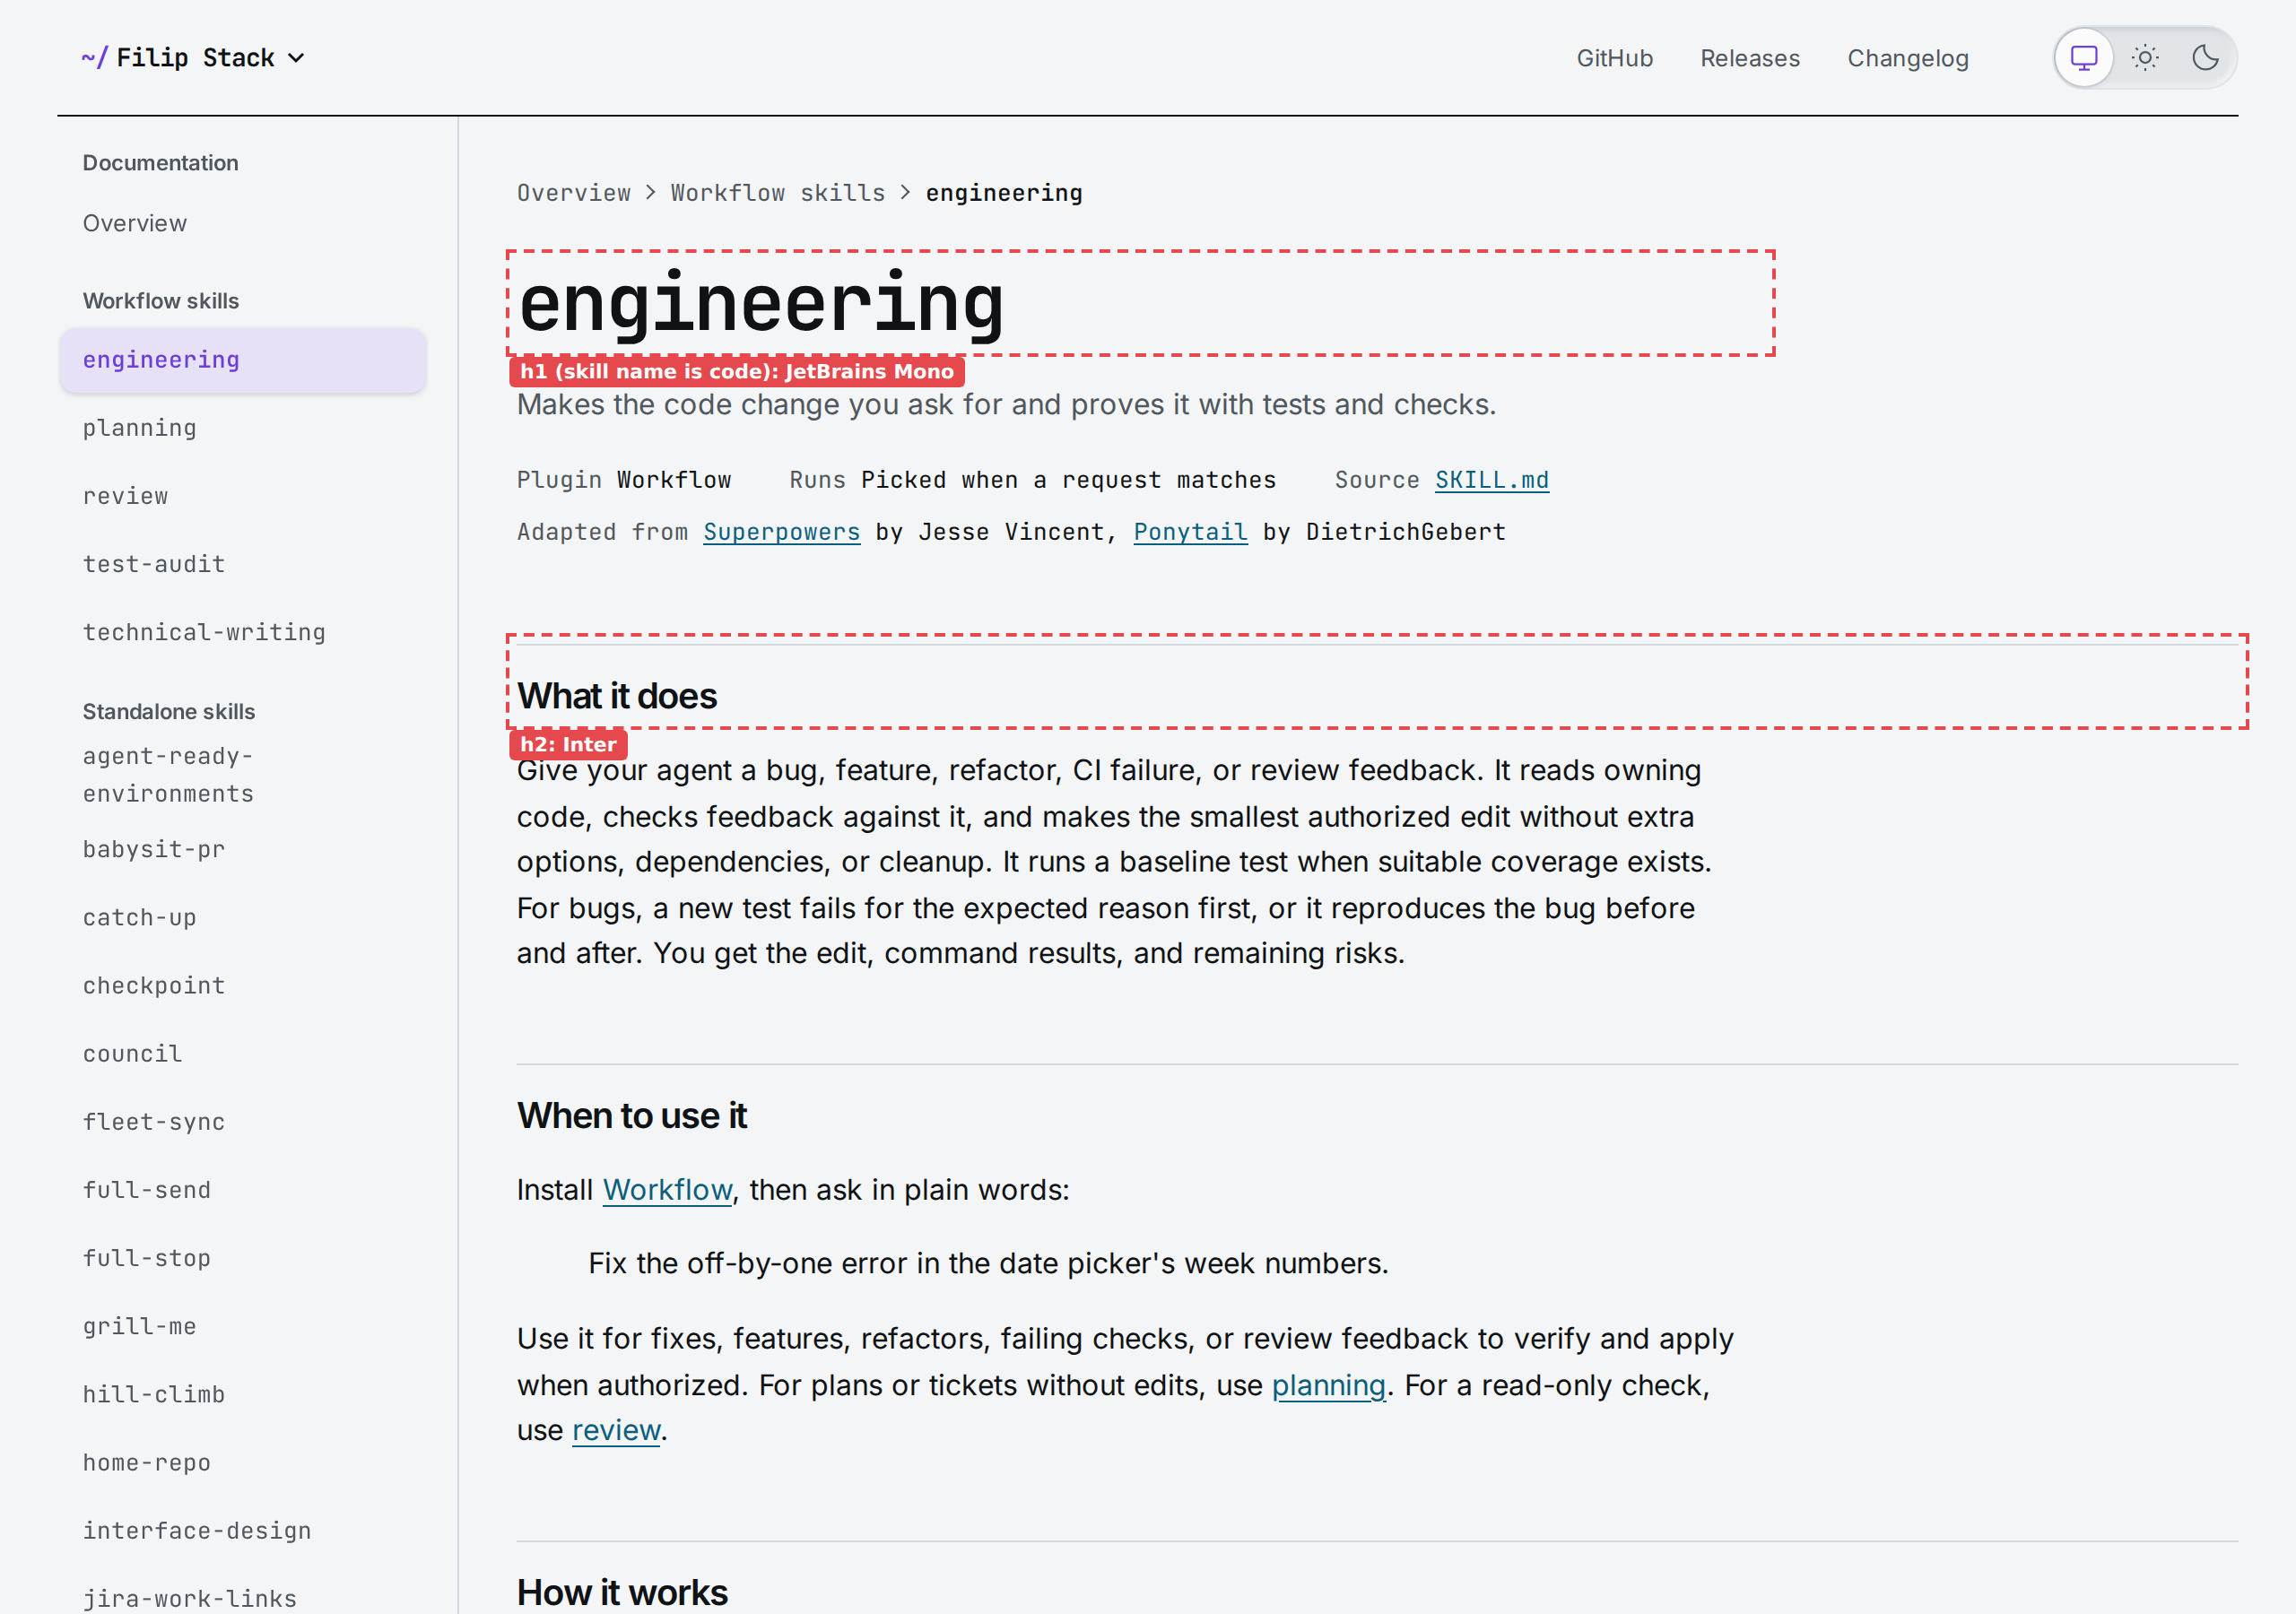 ~/ Filip Stack
GitHub Releases Changelog
Documentation
Overview
Workflow skills
engineering
planning
review
test-audit
technical-writing
Standalone skills
agent-ready-
environments
babysit-pr
catch-up
checkpoint
council
fleet-sync
full-send
full-stop
grill-me
hill-climb
home-repo
interface-design
jira-work-links
Overview > Workflow skills > engineering
engineering
h1 (skill name is code): JetBrains Mono
Makes the code change you ask for and proves it with tests and checks.
Plugin Workflow Runs Picked when a request matches Source SKILL.md
Adapted from Superpowers by Jesse Vincent, Ponytail by DietrichGebert
What it does
h2: Inter
Give your agent a bug, feature, refactor, CI failure, or review feedback. It reads owning
code, checks feedback against it, and makes the smallest authorized edit without extra
options, dependencies, or cleanup. It runs a baseline test when suitable coverage exists.
For bugs, a new test fails for the expected reason first, or it reproduces the bug before
and after. You get the edit, command results, and remaining risks.
When to use it
Install Workflow, then ask in plain words:
Fix the off-by-one error in the date picker's week numbers.
Use it for fixes, features, refactors, failing checks, or review feedback to verify and apply
when authorized. For plans or tickets without edits, use planning. For a read-only check,
use review.
How it works